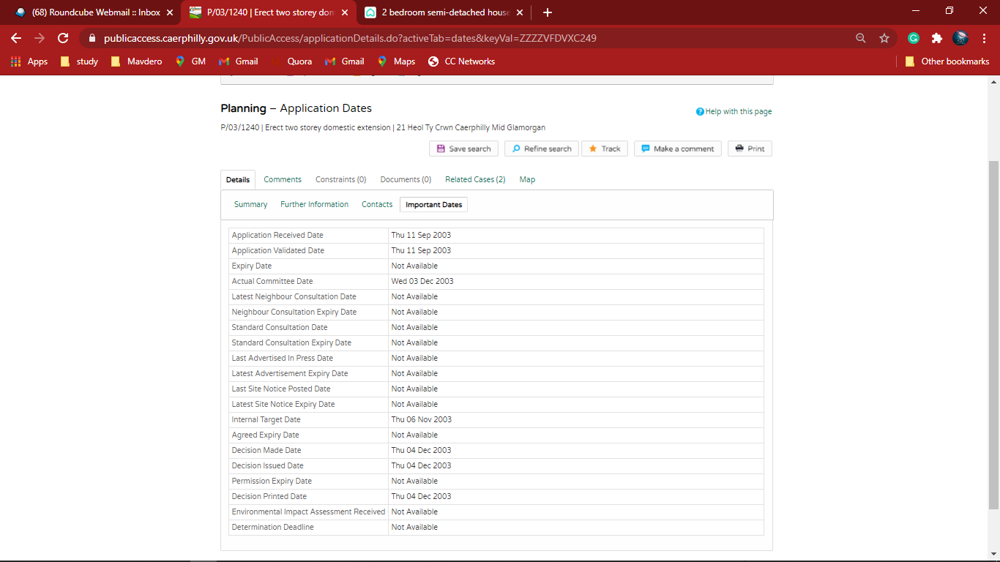 (68) Roundcube Webmail :: Inbox
P/03/1240 | Erect two storey dom
2 bedroom semi-detached house
publicaccess.caerphilly.gov.uk/PublicAccess/applicationDetails.do?activeTab=dates&keyVal=ZZZZVFDVXC249
Apps study Mavdero GM Gmail Quora Gmail Maps CC Networks Other bookmarks
Planning – Application Dates
Help with this page
P/03/1240 | Erect two storey domestic extension | 21 Heol Ty Crwn Caerphilly Mid Glamorgan
Save search Refine search Track Make a comment Print
Details Comments Constraints (0) Documents (0) Related Cases (2) Map
Summary Further Information Contacts Important Dates
Application Received Date Thu 11 Sep 2003
Application Validated Date Thu 11 Sep 2003
Expiry Date Not Available
Actual Committee Date Wed 03 Dec 2003
Latest Neighbour Consultation Date Not Available
Neighbour Consultation Expiry Date Not Available
Standard Consultation Date Not Available
Standard Consultation Expiry Date Not Available
Last Advertised In Press Date Not Available
Latest Advertisement Expiry Date Not Available
Last Site Notice Posted Date Not Available
Latest Site Notice Expiry Date Not Available
Internal Target Date Thu 06 Nov 2003
Agreed Expiry Date Not Available
Decision Made Date Thu 04 Dec 2003
Decision Issued Date Thu 04 Dec 2003
Permission Expiry Date Not Available
Decision Printed Date Thu 04 Dec 2003
Environmental Impact Assessment Received Not Available
Determination Deadline Not Available